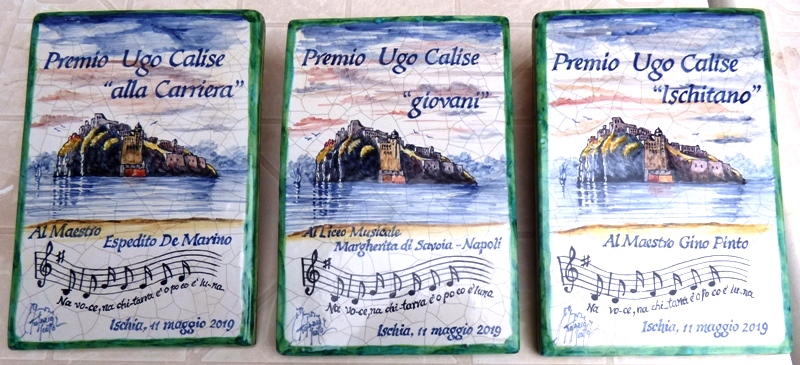 Premio Ugo Calise
"alla Carriera"
Al Maestro
Espedito De Marino
Na vo-ce, na chi-tarra e 'o po co e' lu-na
Ischia, 11 maggio 2019
Premio Ugo Calise
"giovani"
Al Liceo Musicale
Margherita di Savoia - Napoli
Na vo-ce, na chi-tarra e 'o po co e' luna
Ischia, 11 maggio 2019
Premio Ugo Calise
"Ischitano"
Al Maestro Gino Pinto
Na vo-ce, na chi-tarra e 'o po co e' lu-na
Ischia, 11 maggio 2019